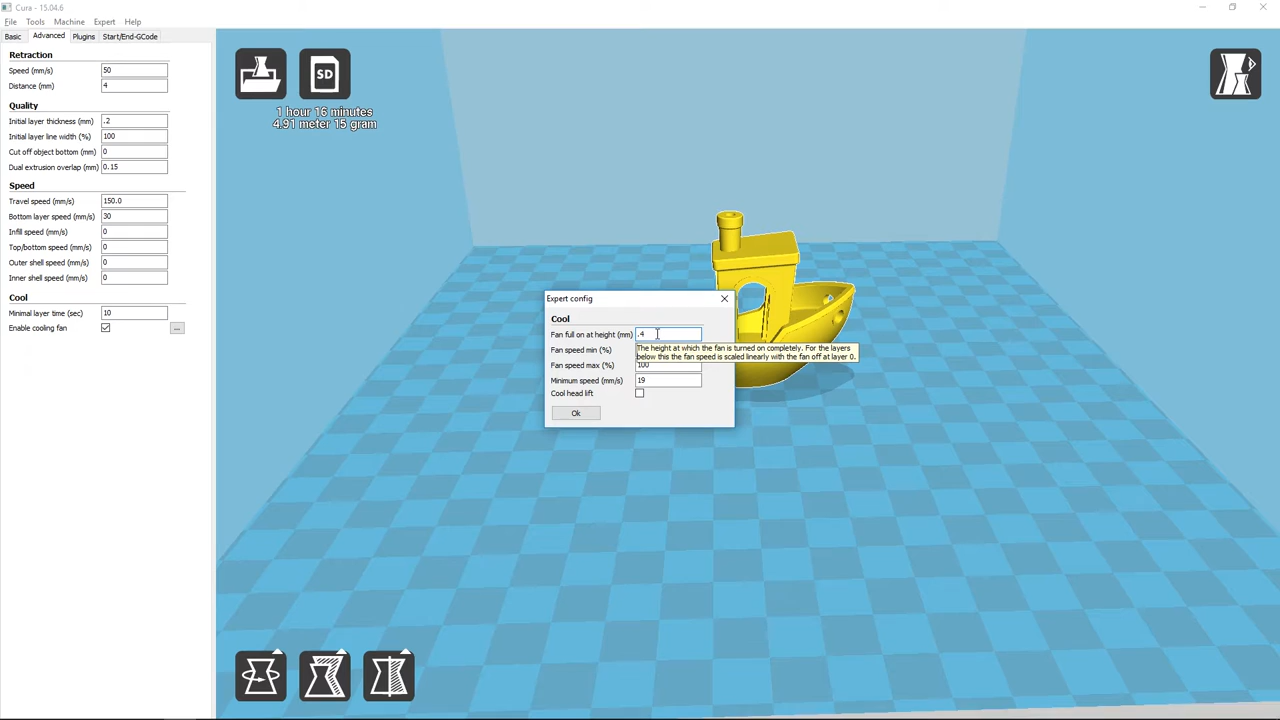 Cura - 15.04.6
File Tools Machine Expert Help
Basic Advanced Plugins Start/End-GCode
Retraction
Speed (mm/s) 50
Distance (mm) 4
Quality
Initial layer thickness (mm) .2
Initial layer line width (%) 100
Cut off object bottom (mm) 0
Dual extrusion overlap (mm) 0.15
Speed
Travel speed (mm/s) 150.0
Bottom layer speed (mm/s) 30
Infill speed (mm/s) 0
Top/bottom speed (mm/s) 0
Outer shell speed (mm/s) 0
Inner shell speed (mm/s) 0
Cool
Minimal layer time (sec) 10
Enable cooling fan ...
SD
1 hour 16 minutes
4.91 meter 15 gram
Expert config
Cool
Fan full on at height (mm) .4
Fan speed min (%)
The height at which the fan is turned on completely. For the layers
below this the fan speed is scaled linearly with the fan off at layer 0.
Fan speed max (%) 100
Minimum speed (mm/s) 19
Cool head lift
Ok